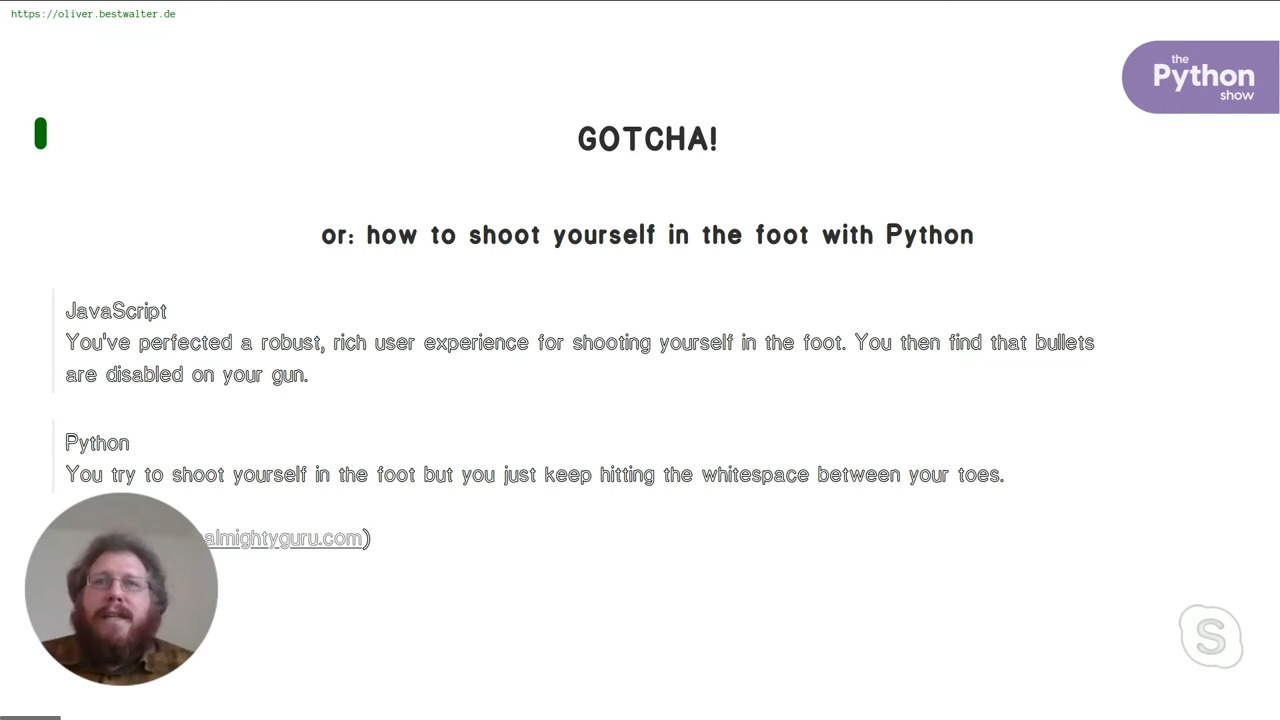 https://oliver.bestwalter.de
the
Python
show
GOTCHA!
or: how to shoot yourself in the foot with Python
JavaScript
You've perfected a robust, rich user experience for shooting yourself in the foot. You then find that bullets
are disabled on your gun.
Python
You try to shoot yourself in the foot but you just keep hitting the whitespace between your toes.
almightyguru.com)
S